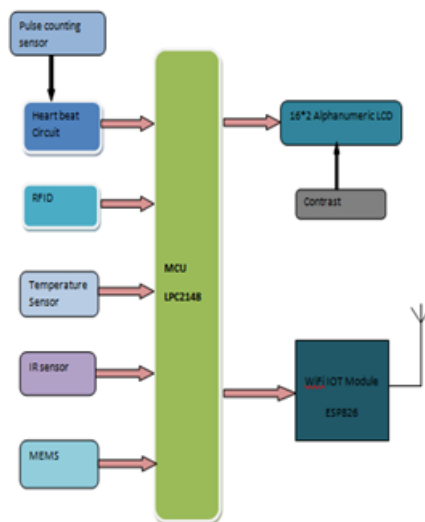 Pulse counting
sensor
Heart beat
Circuit
RFID
Temperature
Sensor
IR sensor
MEMS
MCU
LPC2148
16*2 Alphanumeric LCD
Contrast
WiFi IOT Module
ESP826